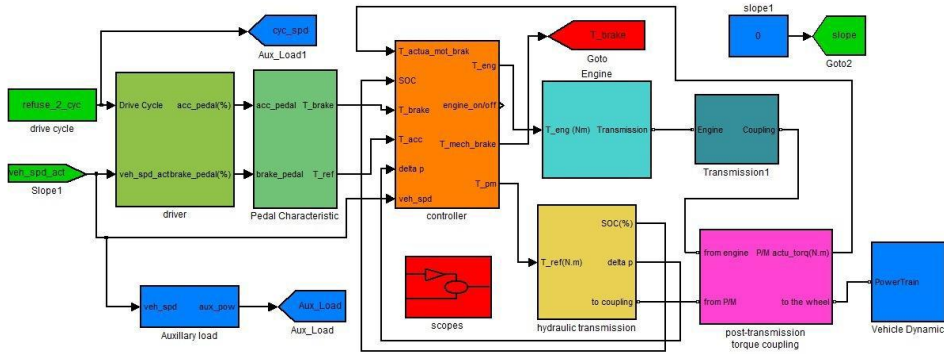 cyc_spd
Aux_Load1
T_brake
Goto
slope1
0
slope
Goto2
refuse_2_cyc
drive cycle
veh_spd_act
Slope1
Drive Cycle
acc_pedal(%)
veh_spd_act
brake_pedal(%)
driver
acc_pedal
T_brake
brake_pedal
T_ref
Pedal Characteristic
T_actua_mot_brak
SOC
T_brake
T_acc
delta p
veh_spd
T_eng
engine_on/off
T_mech_brake
T_pm
controller
Engine
T_eng (Nm)
Transmission
Engine
Coupling
Transmission1
veh_spd
aux_pow
Auxillary load
Aux_Load
Aux_Load
scopes
T_ref(N.m)
SOC(%)
delta p
to coupling
hydraulic transmission
from engine
P/M actu_torq(N.m)
from P/M
to the wheel
post-transmission
torque coupling
PowerTrain
Vehicle Dynamic